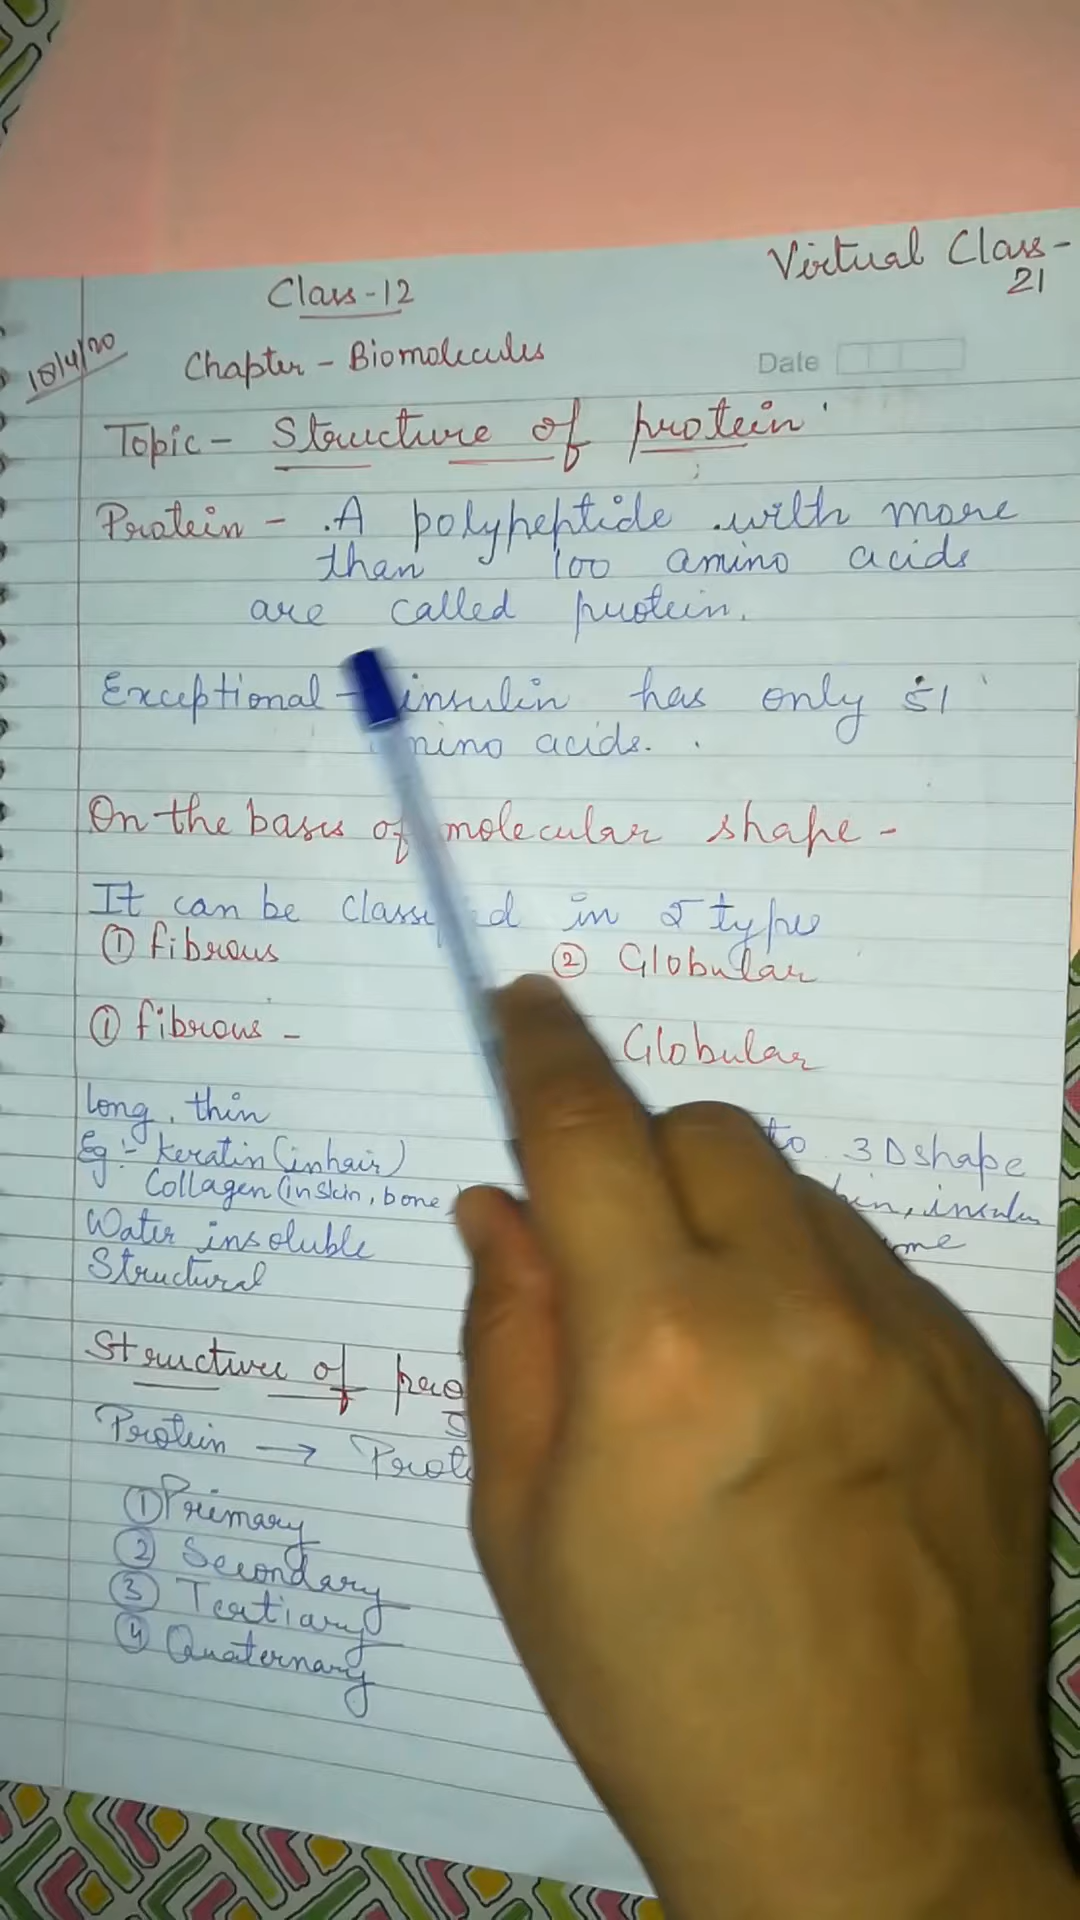 Virtual Class-
21
Class-12
18/4/20
Chapter - Biomolecules
Date
Topic - Structure of protein
Protein - . A polypeptide with more
than 100 amino acids
are called protein.
Exceptional - insulin has only 51
acids.
On the basis of molecular shape -
It can be in 2 types
① fibrous ② Globular
① fibrous - Globular
long, thin
to 3D shape
Eg :- Keratin (in hair)
Collagen (in skin, bone
Water insoluble
Structural
Structure of
Protein →
① Primary
② Secondary
③ Tertiary
④ Quaternary